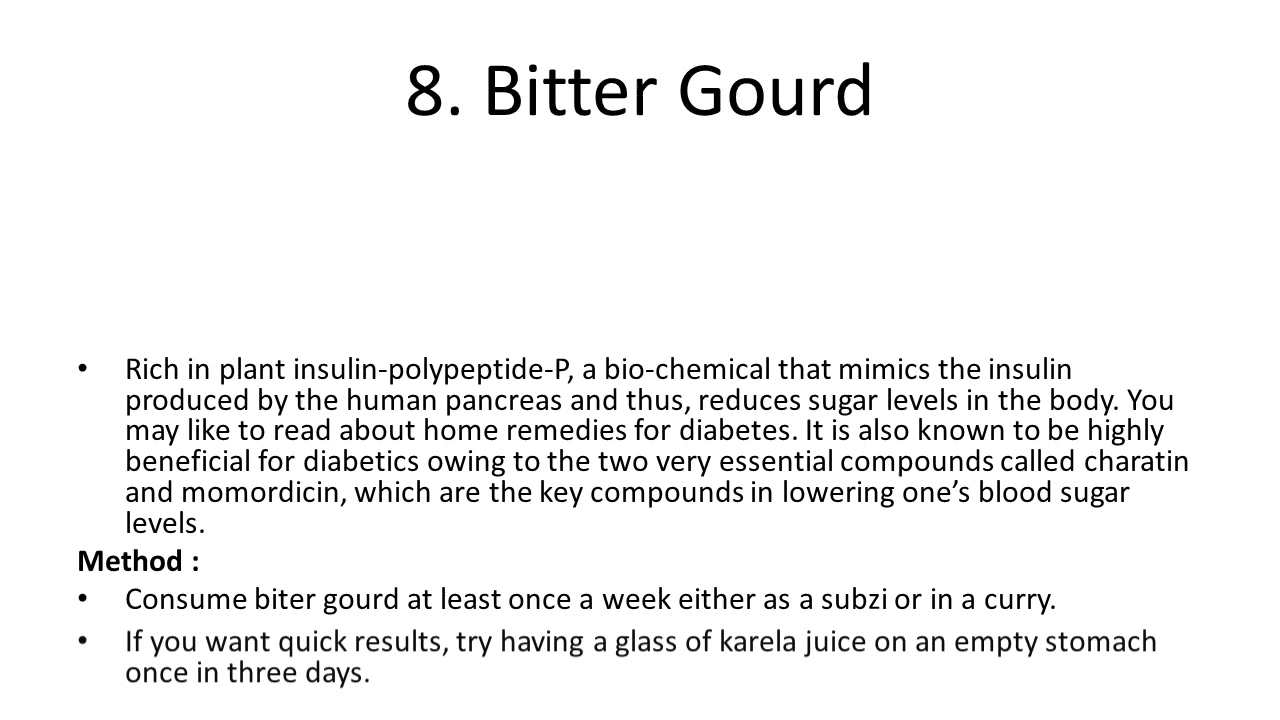 8. Bitter Gourd
• Rich in plant insulin-polypeptide-P, a bio-chemical that mimics the insulin
produced by the human pancreas and thus, reduces sugar levels in the body. You
may like to read about home remedies for diabetes. It is also known to be highly
beneficial for diabetics owing to the two very essential compounds called charatin
and momordicin, which are the key compounds in lowering one’s blood sugar
levels.
Method :
• Consume biter gourd at least once a week either as a subzi or in a curry.
• If you want quick results, try having a glass of karela juice on an empty stomach
once in three days.